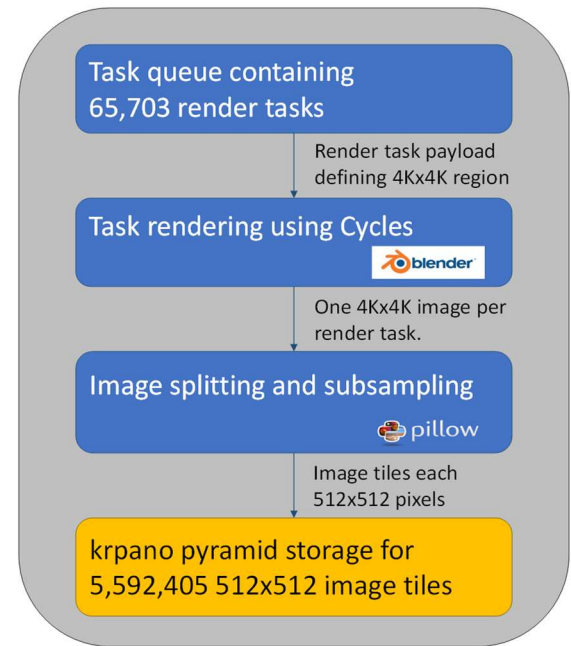 Task queue containing
65,703 render tasks
Render task payload
defining 4Kx4K region
Task rendering using Cycles
blender
One 4Kx4K image per
render task.
Image splitting and subsampling
pillow
Image tiles each
512x512 pixels
krpano pyramid storage for
5,592,405 512x512 image tiles